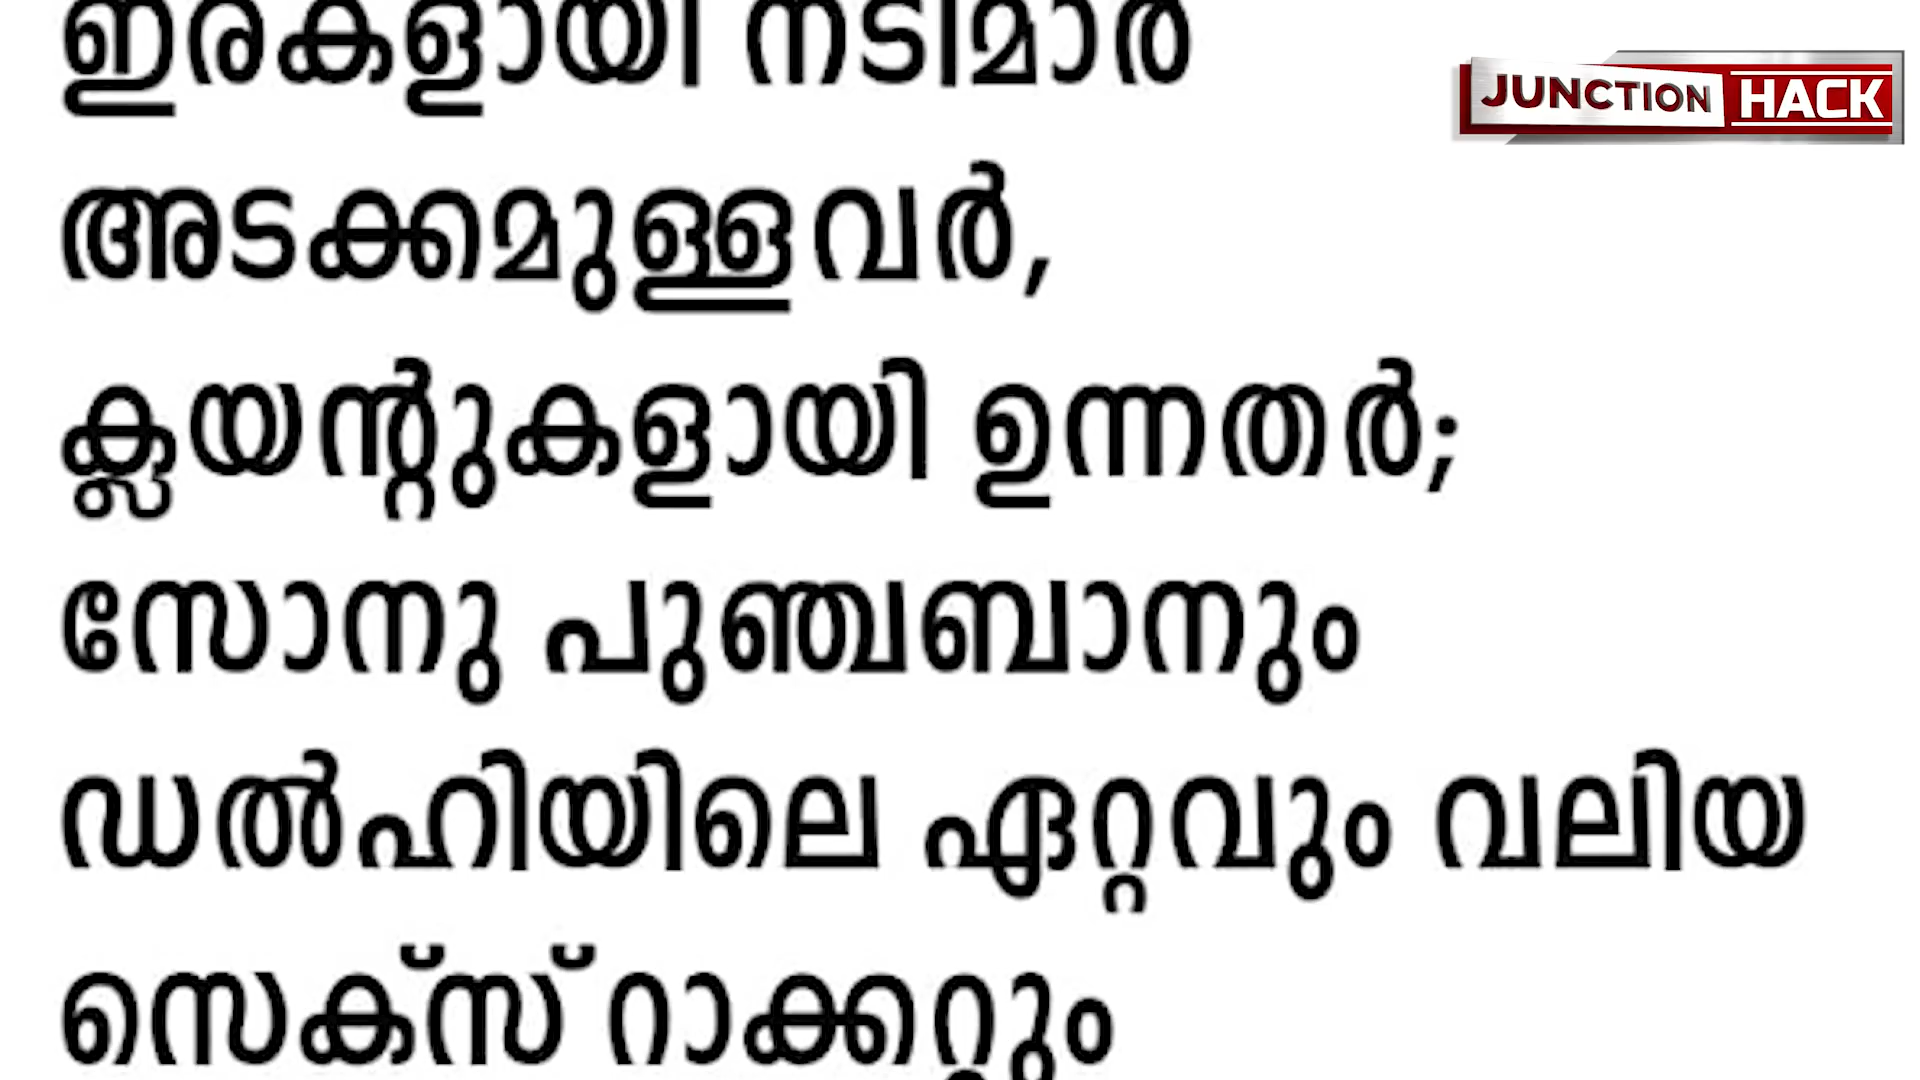 ഇരകളായി നടിമാർ
JUNCTION HACK
അടക്കമുള്ളവർ,
ക്ലയന്റുകളായി ഉന്നതർ;
സോനു പുഞ്ചബാനും
ഡൽഹിയിലെ ഏറ്റവും വലിയ
സെക്സ് റാക്കറ്റും